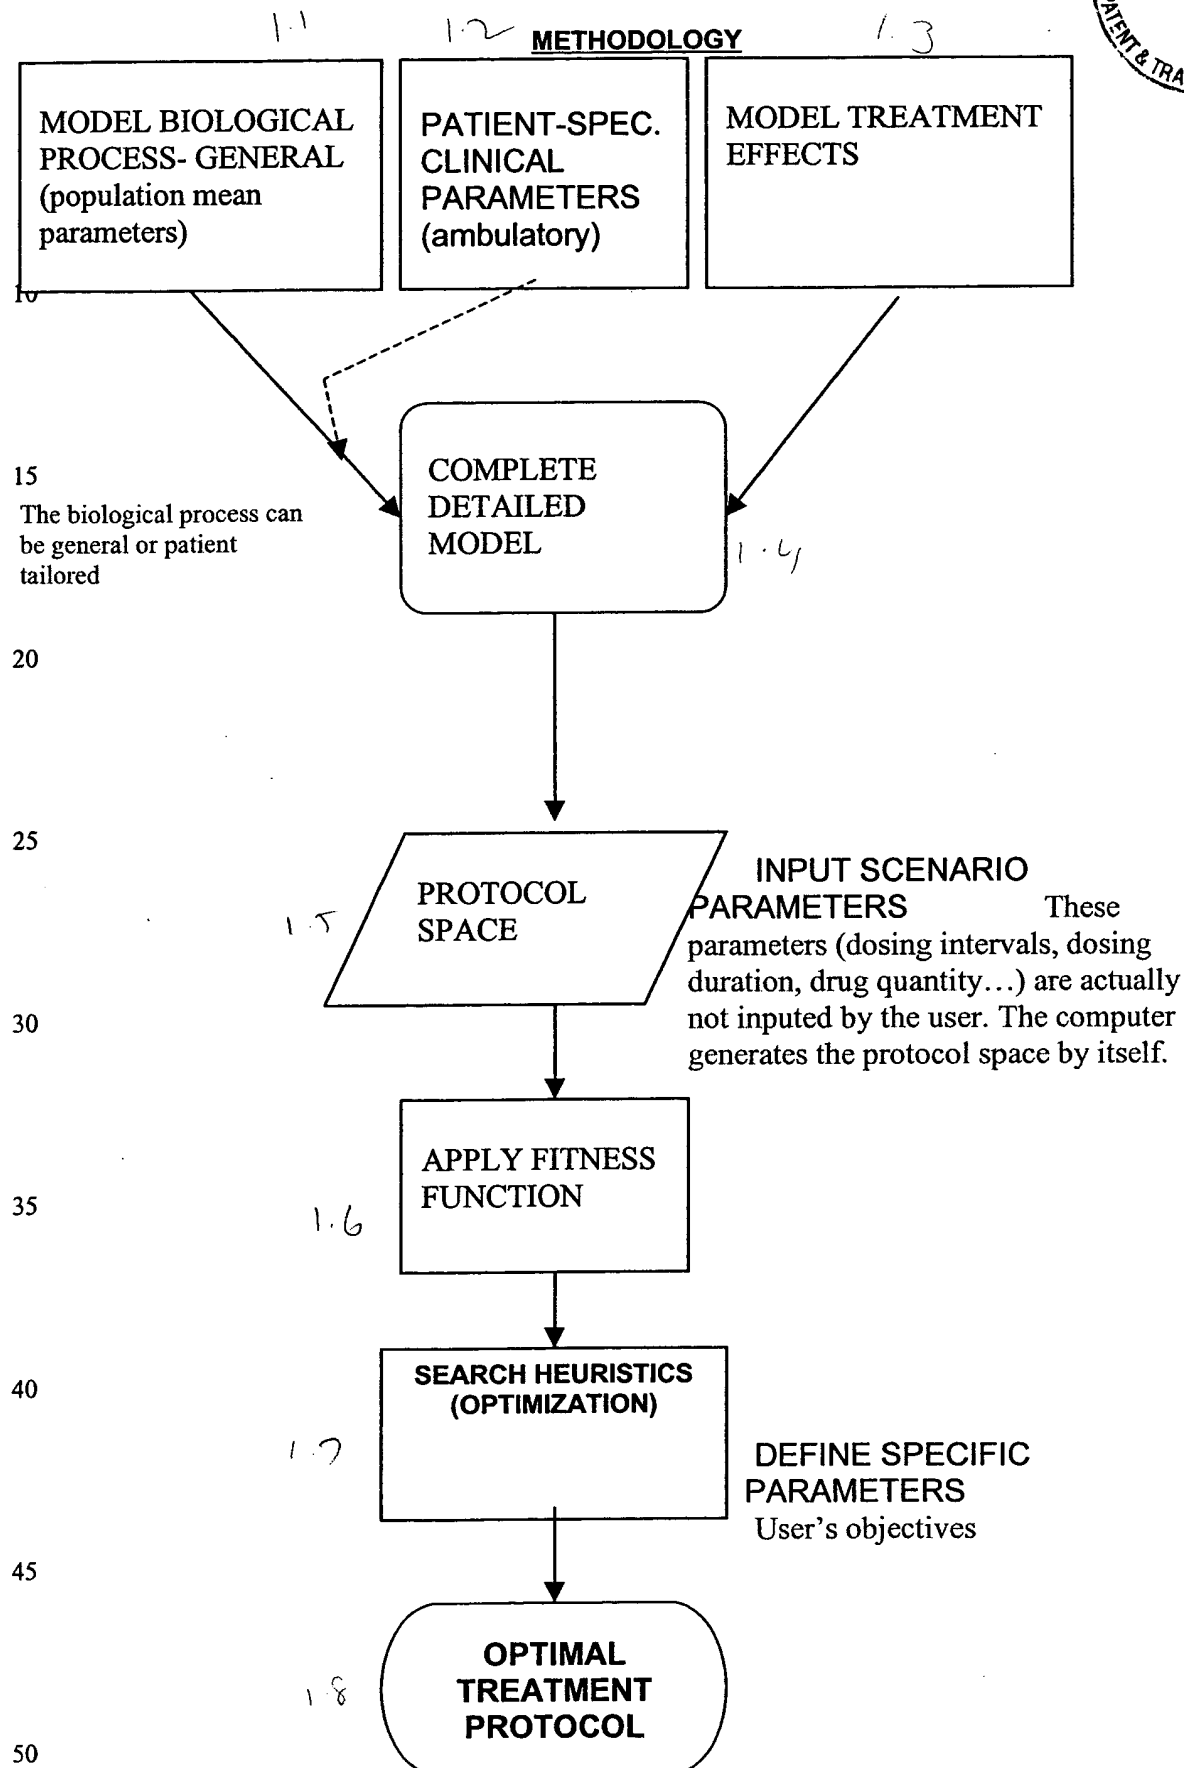 1.1
1.2
METHODOLOGY
1.3
PATENT & TRA
MODEL BIOLOGICAL
PROCESS- GENERAL
(population mean
parameters)
PATIENT-SPEC.
CLINICAL
PARAMETERS
(ambulatory)
MODEL TREATMENT
EFFECTS
10
15
The biological process can
be general or patient
tailored
COMPLETE
DETAILED
MODEL
1.4
20
25
PROTOCOL
SPACE
1.5
INPUT SCENARIO
PARAMETERS These
parameters (dosing intervals, dosing
duration, drug quantity...) are actually
not inputed by the user. The computer
generates the protocol space by itself.
30
APPLY FITNESS
FUNCTION
35
1.6
SEARCH HEURISTICS
(OPTIMIZATION)
40
1.7
DEFINE SPECIFIC
PARAMETERS
User's objectives
45
OPTIMAL
TREATMENT
PROTOCOL
1.8
50